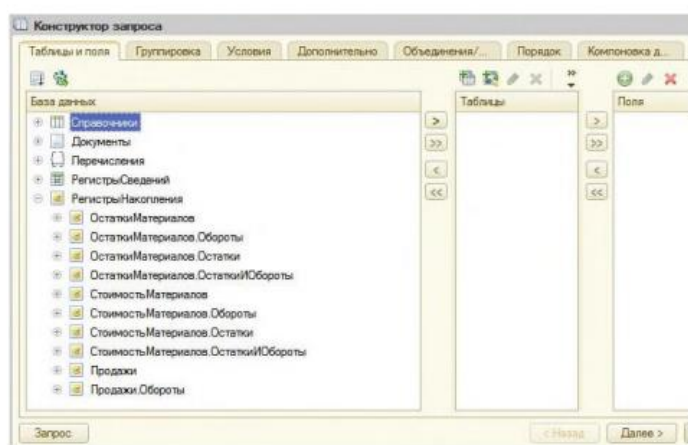 Конструктор запроса
Таблицы и поля Группировка Условия Дополнительно Объединения/... Порядок Компоновка д...
База данных Таблицы Поля
Справочники
Документы
Перечисления
РегистрыСведений
РегистрыНакопления
ОстаткиМатериалов
ОстаткиМатериалов.Обороты
ОстаткиМатериалов.Остатки
ОстаткиМатериалов.ОстаткиИОбороты
СтоимостьМатериалов
СтоимостьМатериалов.Обороты
СтоимостьМатериалов.Остатки
СтоимостьМатериалов.ОстаткиИОбороты
Продажи
Продажи.Обороты
Запрос < Назад Далее >